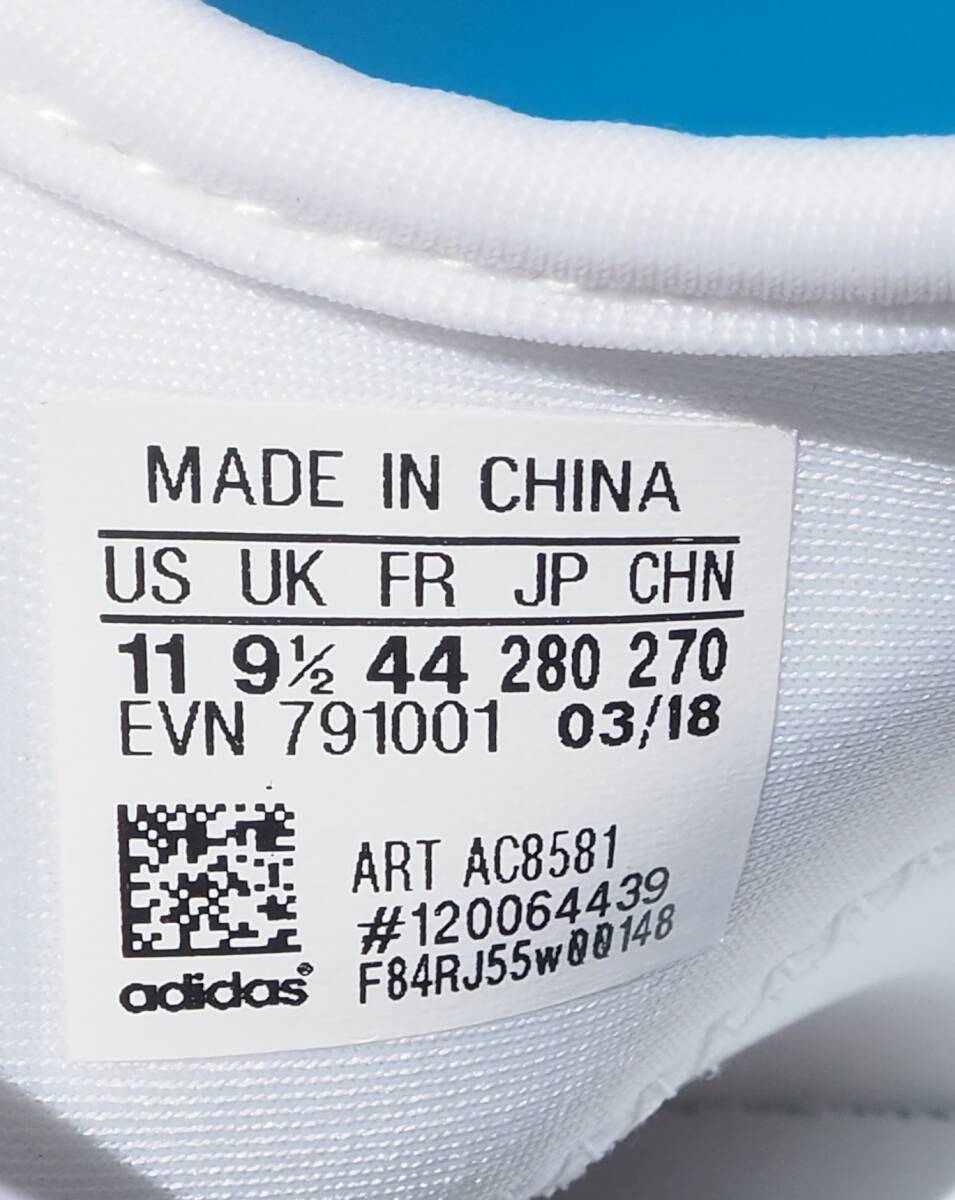 MADE IN CHINA
US UK FR JP CHN
11 9½ 44 280 270
EVN 791001 03/18
ART AC8581
#120064439
F84RJ55w00148
adidas®